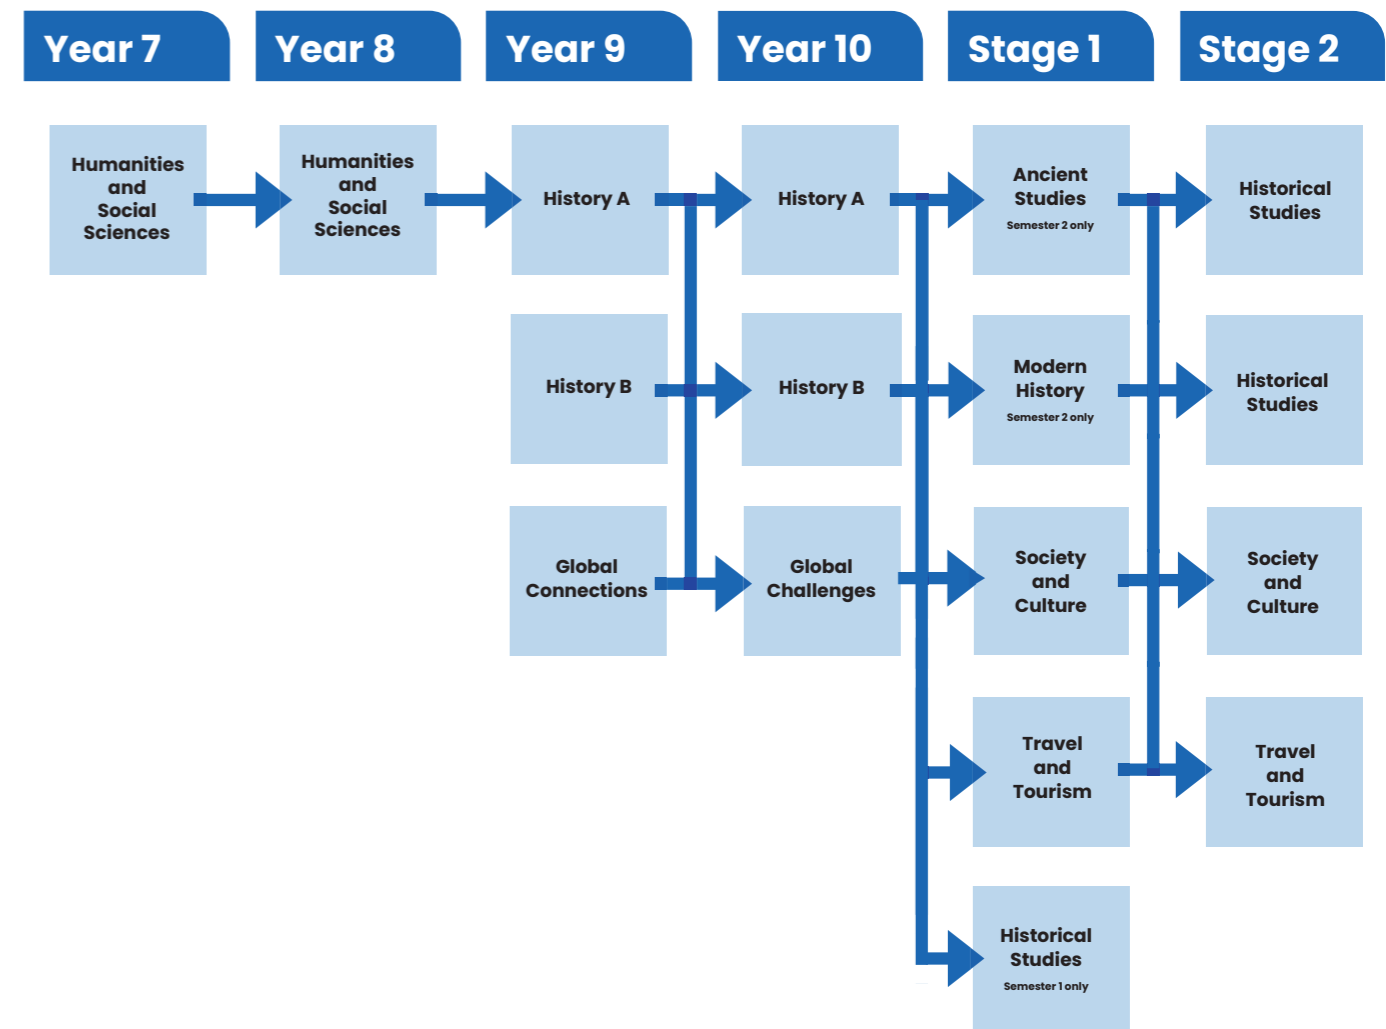 Year 7
Year 8
Year 9
Year 10
Stage 1
Stage 2
Humanities
and
Social
Sciences
Humanities
and
Social
Sciences
History A
History A
Ancient
Studies
Semester 2 only
Historical
Studies
History B
History B
Modern
History
Semester 2 only
Historical
Studies
Global
Connections
Global
Challenges
Society
and
Culture
Society
and
Culture
Travel
and
Tourism
Travel
and
Tourism
Historical
Studies
Semester 1 only